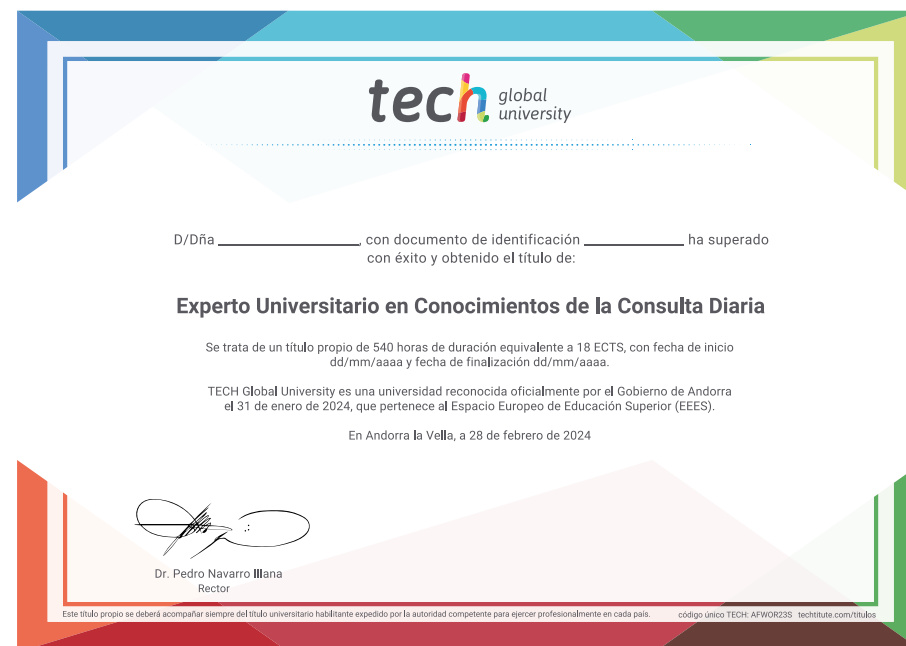 tech global university
D/Dña ____________________, con documento de identificación ______________ ha superado
con éxito y obtenido el título de:
Experto Universitario en Conocimientos de la Consulta Diaria
Se trata de un título propio de 540 horas de duración equivalente a 18 ECTS, con fecha de inicio
dd/mm/aaaa y fecha de finalización dd/mm/aaaa.
TECH Global University es una universidad reconocida oficialmente por el Gobierno de Andorra
el 31 de enero de 2024, que pertenece al Espacio Europeo de Educación Superior (EEES).
En Andorra la Vella, a 28 de febrero de 2024
Dr. Pedro Navarro Illana
Rector
Este título propio se deberá acompañar siempre del título universitario habilitante expedido por la autoridad competente para ejercer profesionalmente en cada país.
código único TECH: AFWOR23S techtitute.com/titulos